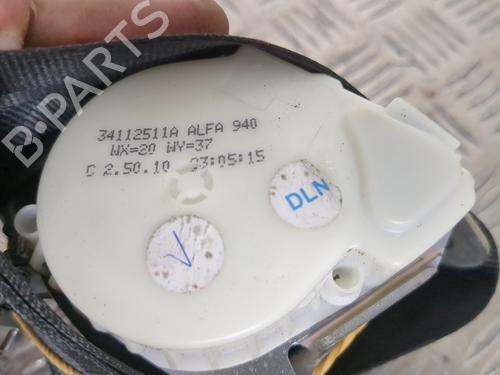 B-PARTS
34112511A ALFA 940
WX=20 WY=37
C 2.50.10 23:05:15
DLN
V